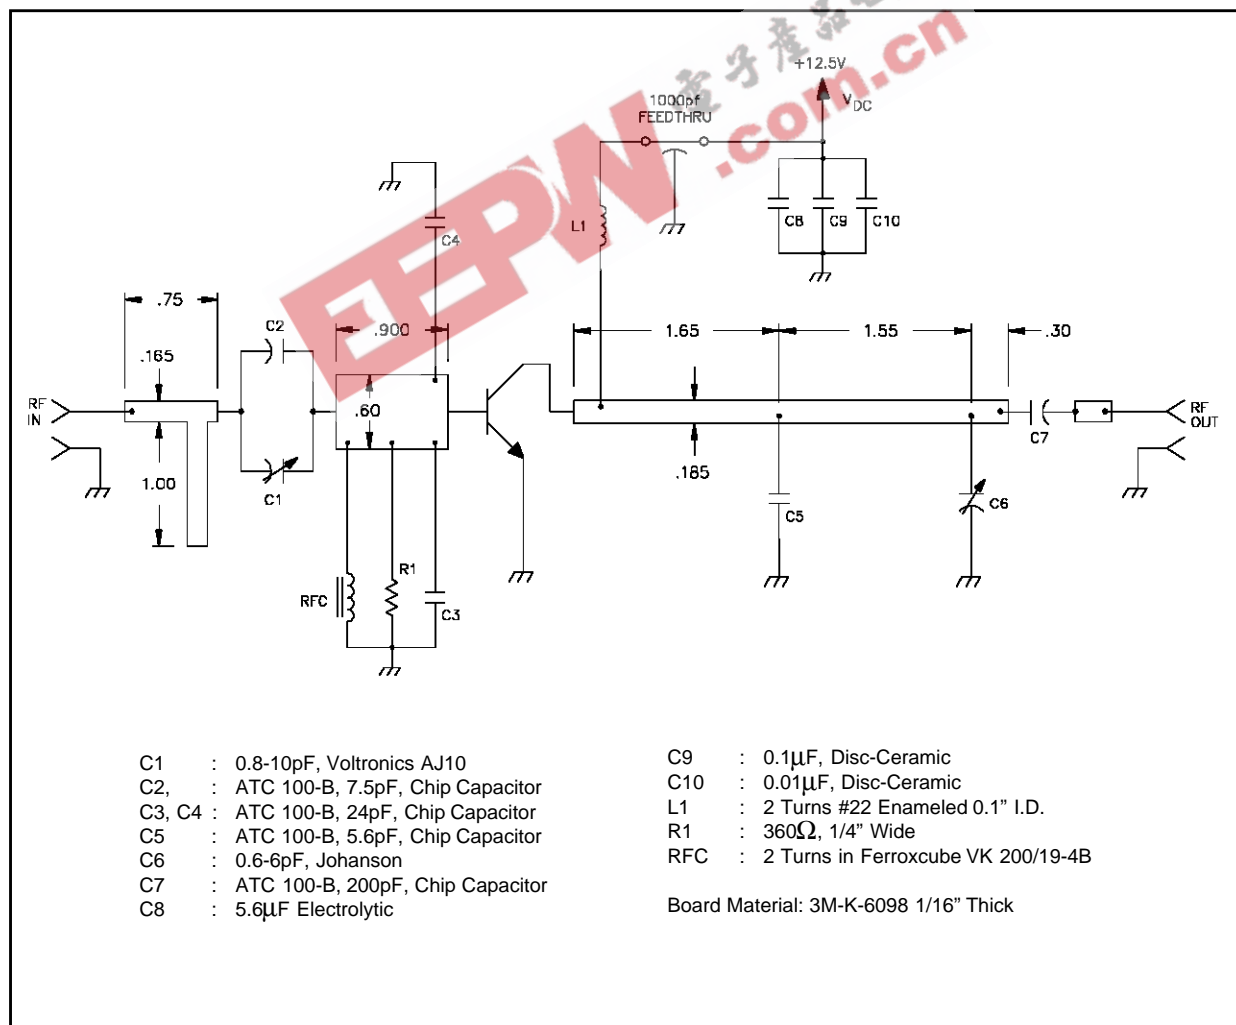 電子產品
EEPW
.com.cn
+12.5V
VDC
1000pf
FEEDTHRU
C8
C9
C10
L1
C4
.75
C2
.900
1.65
1.55
.30
.165
RF
IN
.60
RF
OUT
C7
1.00
C1
.185
C5
C6
RFC
R1
C3
C1 : 0.8-10pF, Voltronics AJ10
C2, : ATC 100-B, 7.5pF, Chip Capacitor
C3, C4 : ATC 100-B, 24pF, Chip Capacitor
C5 : ATC 100-B, 5.6pF, Chip Capacitor
C6 : 0.6-6pF, Johanson
C7 : ATC 100-B, 200pF, Chip Capacitor
C8 : 5.6μF Electrolytic
C9 : 0.1μF, Disc-Ceramic
C10 : 0.01μF, Disc-Ceramic
L1 : 2 Turns #22 Enameled 0.1” I.D.
R1 : 360Ω, 1/4” Wide
RFC : 2 Turns in Ferroxcube VK 200/19-4B
Board Material: 3M-K-6098 1/16” Thick